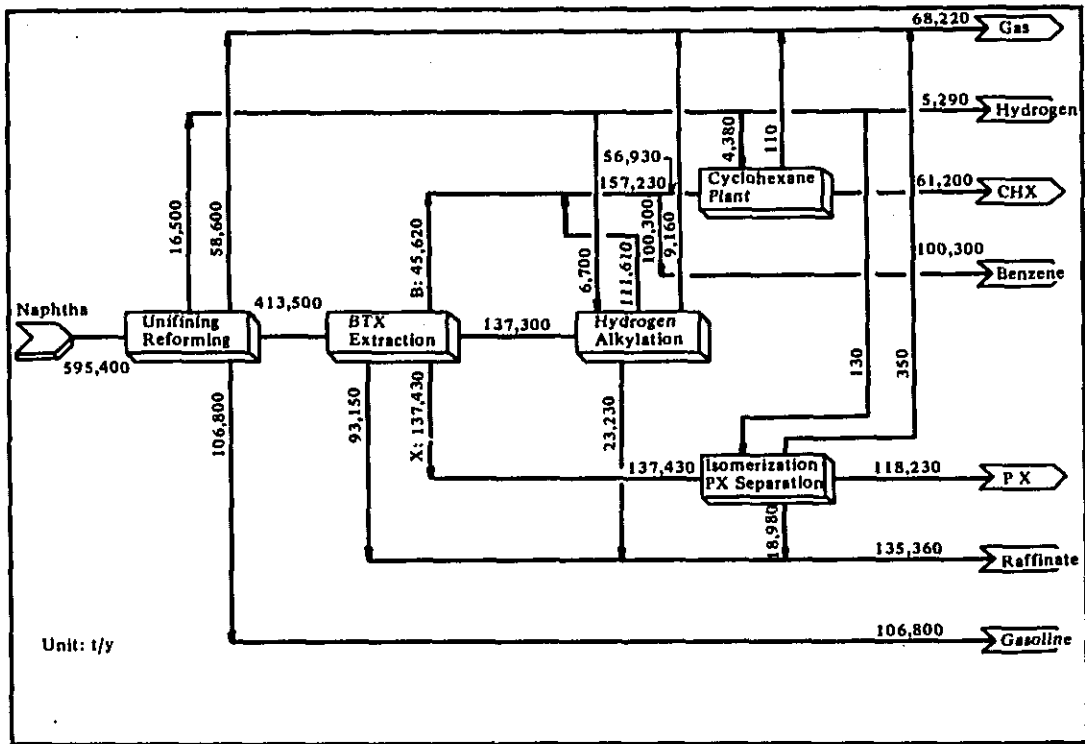 68,220
Gas
5,290
Hydrogen
16,500
58,600
4,380
110
56,930
157,230
Cyclohexane
Plant
61,200
CHX
B: 45,620
6,700
111,610
100,300
9,160
100,300
Benzene
Naphtha
595,400
Unifining
Reforming
413,500
BTX
Extraction
137,300
Hydrogen
Alkylation
106,800
93,150
X: 137,430
23,230
130
350
137,430
Isomerization
PX Separation
118,230
PX
18,980
135,360
Raffinate
Unit: t/y
106,800
Gasoline